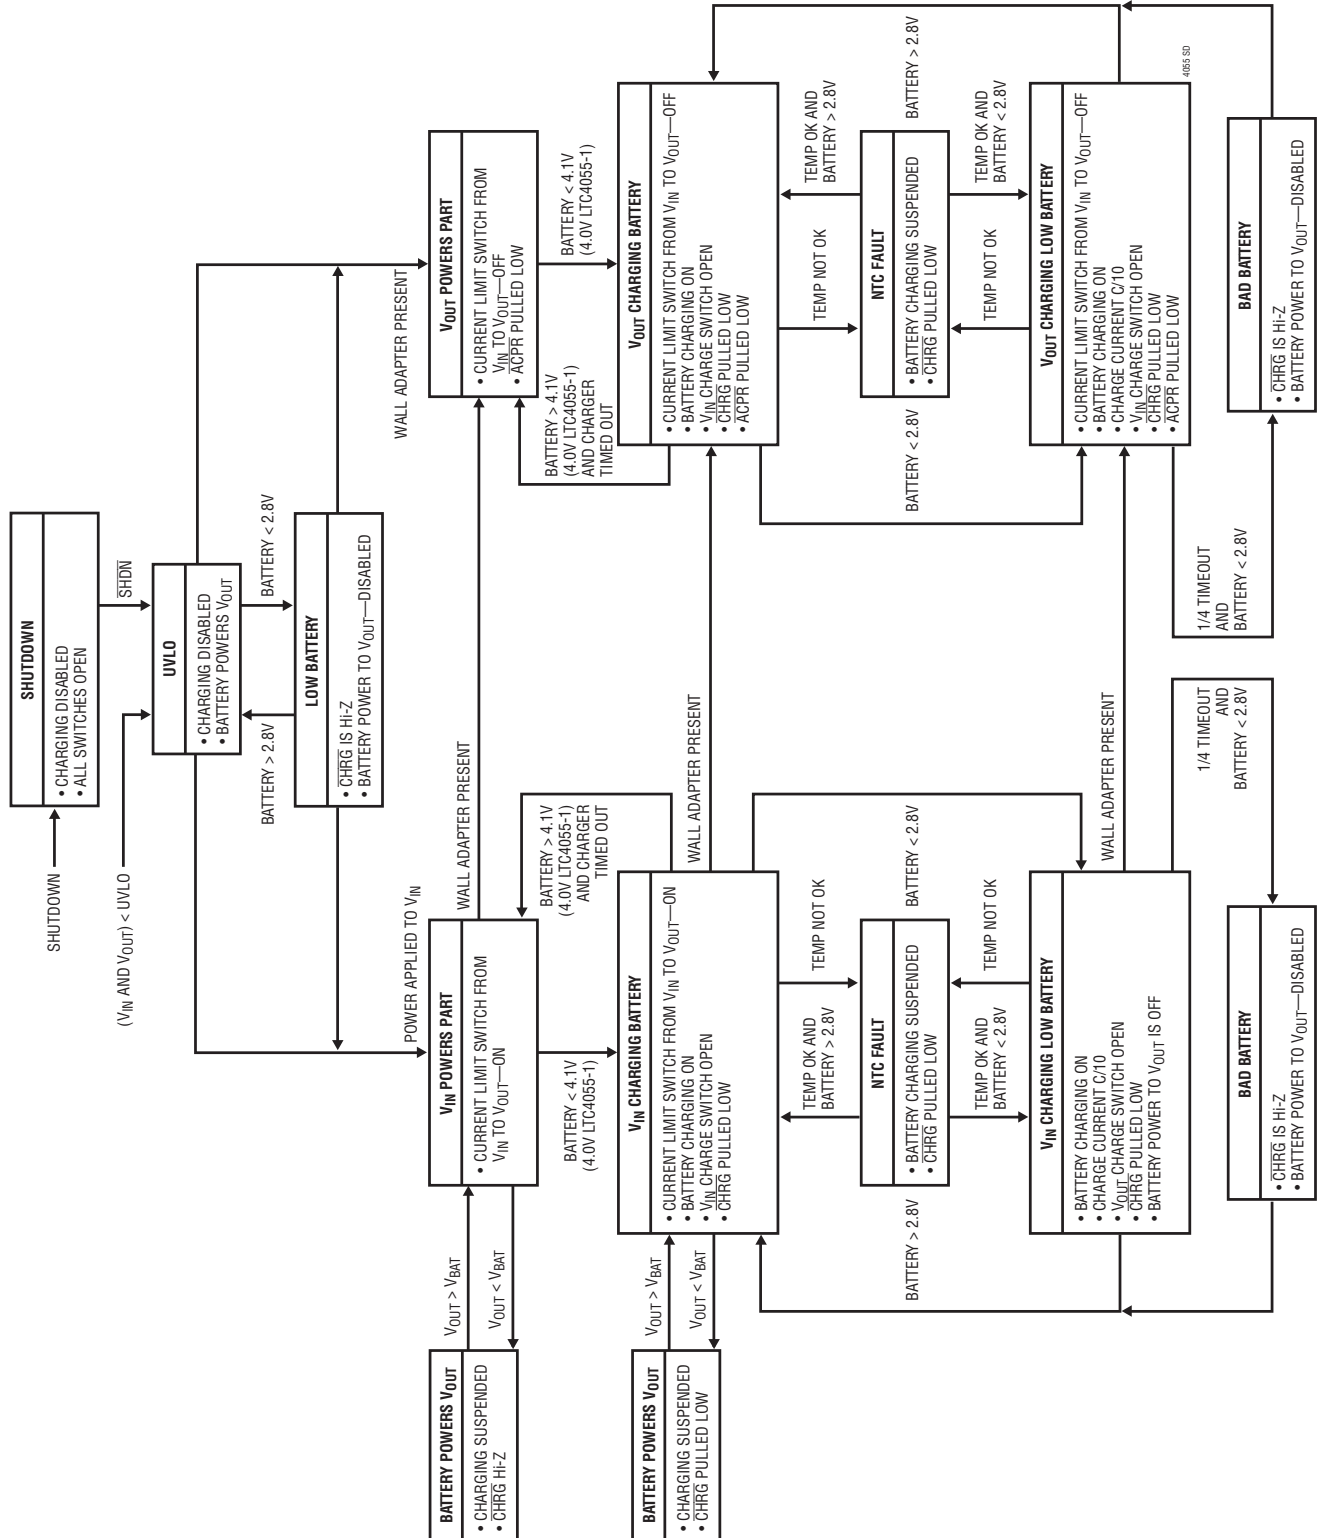 SHUTDOWN
SHUTDOWN
• CHARGING DISABLED
• ALL SWITCHES OPEN
SHDN
(VIN AND VOUT) < UVLO
UVLO
• CHARGING DISABLED
• BATTERY POWERS VOUT
BATTERY > 2.8V
BATTERY < 2.8V
LOW BATTERY
• CHRG IS Hi-Z
• BATTERY POWER TO VOUT—DISABLED
POWER APPLIED TO VIN
WALL ADAPTER PRESENT
BATTERY POWERS VOUT
• CHARGING SUSPENDED
• CHRG Hi-Z
VOUT > VBAT
VOUT < VBAT
VIN POWERS PART
• CURRENT LIMIT SWITCH FROM
VIN TO VOUT—ON
WALL ADAPTER PRESENT
VOUT POWERS PART
• CURRENT LIMIT SWITCH FROM
VIN TO VOUT—OFF
• ACPR PULLED LOW
BATTERY < 4.1V
(4.0V LTC4055-1)
BATTERY > 4.1V
(4.0V LTC4055-1)
AND CHARGER
TIMED OUT
BATTERY > 4.1V
(4.0V LTC4055-1)
AND CHARGER
TIMED OUT
BATTERY < 4.1V
(4.0V LTC4055-1)
BATTERY POWERS VOUT
• CHARGING SUSPENDED
• CHRG PULLED LOW
VOUT > VBAT
VOUT < VBAT
VIN CHARGING BATTERY
• CURRENT LIMIT SWITCH FROM VIN TO VOUT—ON
• BATTERY CHARGING ON
• VIN CHARGE SWITCH OPEN
• CHRG PULLED LOW
WALL ADAPTER PRESENT
VOUT CHARGING BATTERY
• CURRENT LIMIT SWITCH FROM VIN TO VOUT—OFF
• BATTERY CHARGING ON
• VIN CHARGE SWITCH OPEN
• CHRG PULLED LOW
• ACPR PULLED LOW
TEMP OK AND
BATTERY > 2.8V
TEMP NOT OK
TEMP NOT OK
TEMP OK AND
BATTERY > 2.8V
BATTERY > 2.8V
NTC FAULT
• BATTERY CHARGING SUSPENDED
• CHRG PULLED LOW
BATTERY < 2.8V
BATTERY < 2.8V
NTC FAULT
• BATTERY CHARGING SUSPENDED
• CHRG PULLED LOW
BATTERY > 2.8V
TEMP OK AND
BATTERY < 2.8V
TEMP NOT OK
TEMP NOT OK
TEMP OK AND
BATTERY < 2.8V
VIN CHARGING LOW BATTERY
• BATTERY CHARGING ON
• CHARGE CURRENT C/10
• VOUT CHARGE SWITCH OPEN
• CHRG PULLED LOW
• BATTERY POWER TO VOUT IS OFF
WALL ADAPTER PRESENT
VOUT CHARGING LOW BATTERY
• CURRENT LIMIT SWITCH FROM VIN TO VOUT—OFF
• BATTERY CHARGING ON
• CHARGE CURRENT C/10
• VIN CHARGE SWITCH OPEN
• CHRG PULLED LOW
• ACPR PULLED LOW
4055 SD
1/4 TIMEOUT
AND
BATTERY < 2.8V
1/4 TIMEOUT
AND
BATTERY < 2.8V
BAD BATTERY
• CHRG IS Hi-Z
• BATTERY POWER TO VOUT—DISABLED
BAD BATTERY
• CHRG IS Hi-Z
• BATTERY POWER TO VOUT—DISABLED